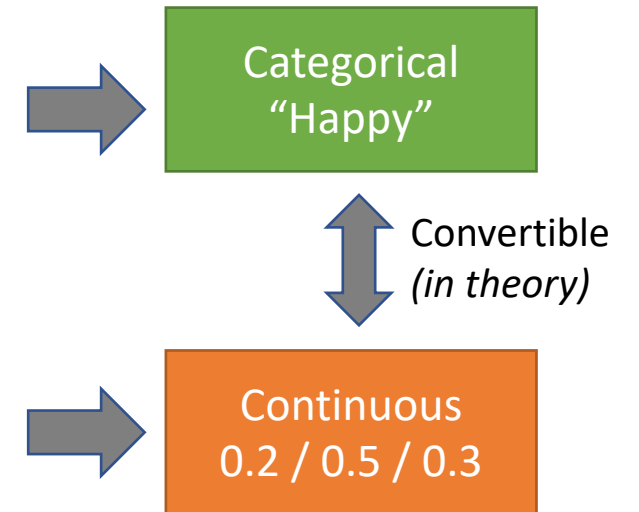 Categorical
“Happy”
Convertible
(in theory)
Continuous
0.2 / 0.5 / 0.3